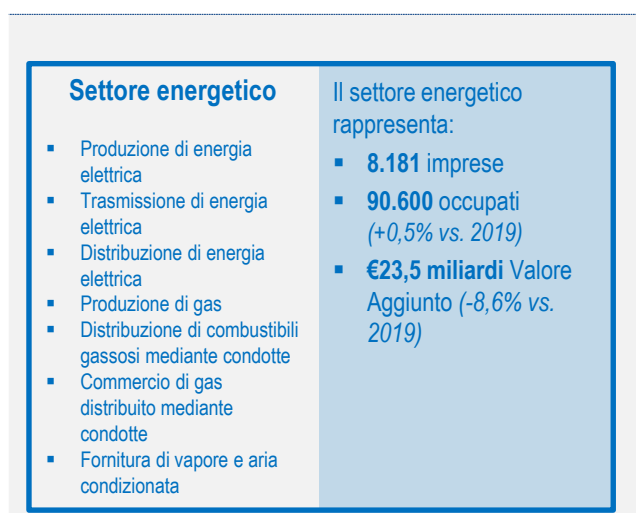 Settore energetico
▪ Produzione di energia
elettrica
▪ Trasmissione di energia
elettrica
▪ Distribuzione di energia
elettrica
▪ Produzione di gas
▪ Distribuzione di combustibili
gassosi mediante condotte
▪ Commercio di gas
distribuito mediante
condotte
▪ Fornitura di vapore e aria
condizionata
Il settore energetico
rappresenta:
▪ 8.181 imprese
▪ 90.600 occupati
(+0,5% vs. 2019)
▪ €23,5 miliardi Valore
Aggiunto (-8,6% vs.
2019)